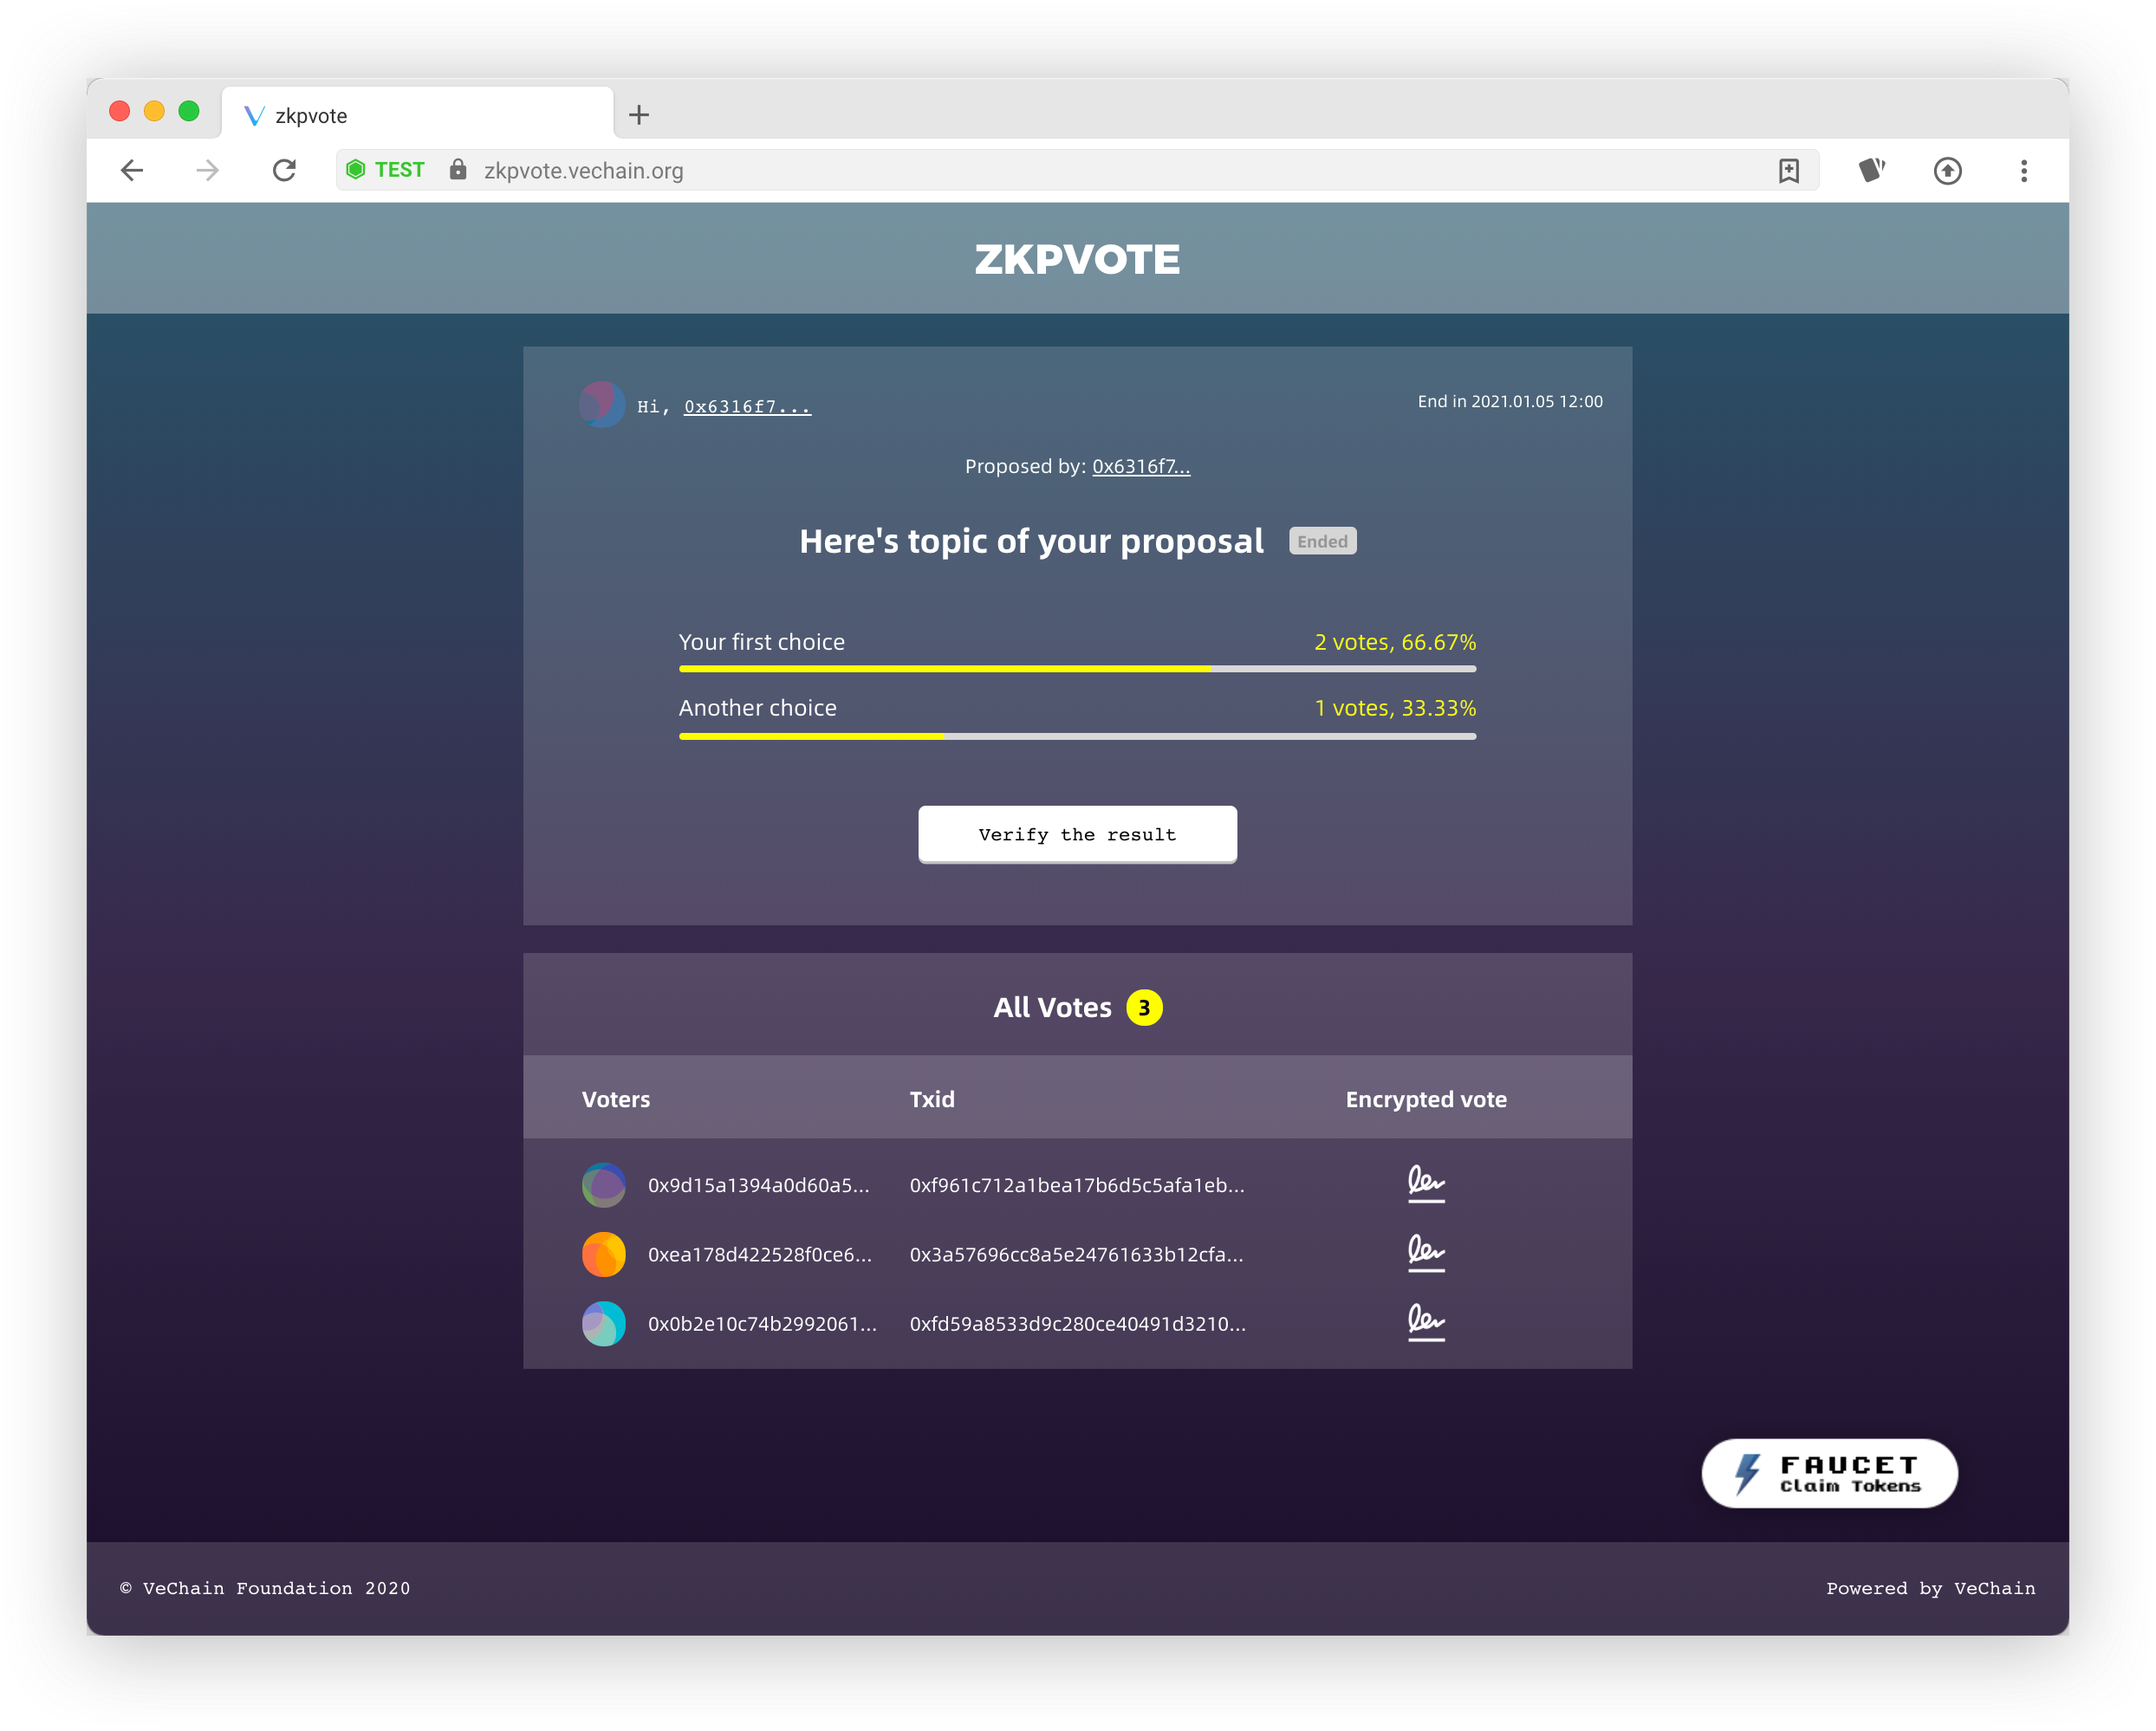 zkpvote
TEST zkpvote.vechain.org
ZKPVOTE
Hi, 0x6316f7...
End in 2021.01.05 12:00
Proposed by: 0x6316f7...
Here's topic of your proposal Ended
Your first choice 2 votes, 66.67%
Another choice 1 votes, 33.33%
Verify the result
All Votes 3
Voters Txid Encrypted vote
0x9d15a1394a0d60a5... 0xf961c712a1bea17b6d5c5afa1eb...
0xea178d422528f0ce6... 0x3a57696cc8a5e24761633b12cfa...
0x0b2e10c74b2992061... 0xfd59a8533d9c280ce40491d3210...
FAUCET
Claim Tokens
© VeChain Foundation 2020
Powered by VeChain